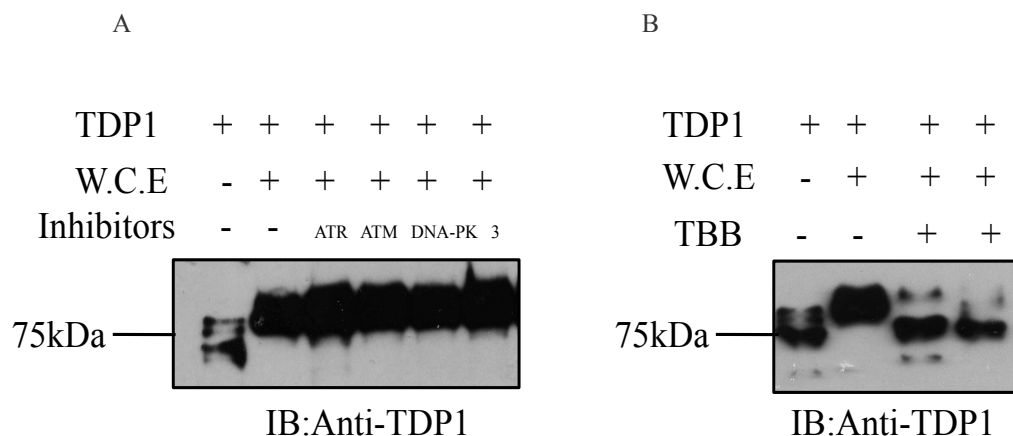 A
TDP1 + + + + + +
W.C.E - + + + + +
Inhibitors - - ATR ATM DNA-PK 3
75kDa
IB:Anti-TDP1
B
TDP1 + + + +
W.C.E - + + +
TBB - - + +
75kDa
IB:Anti-TDP1